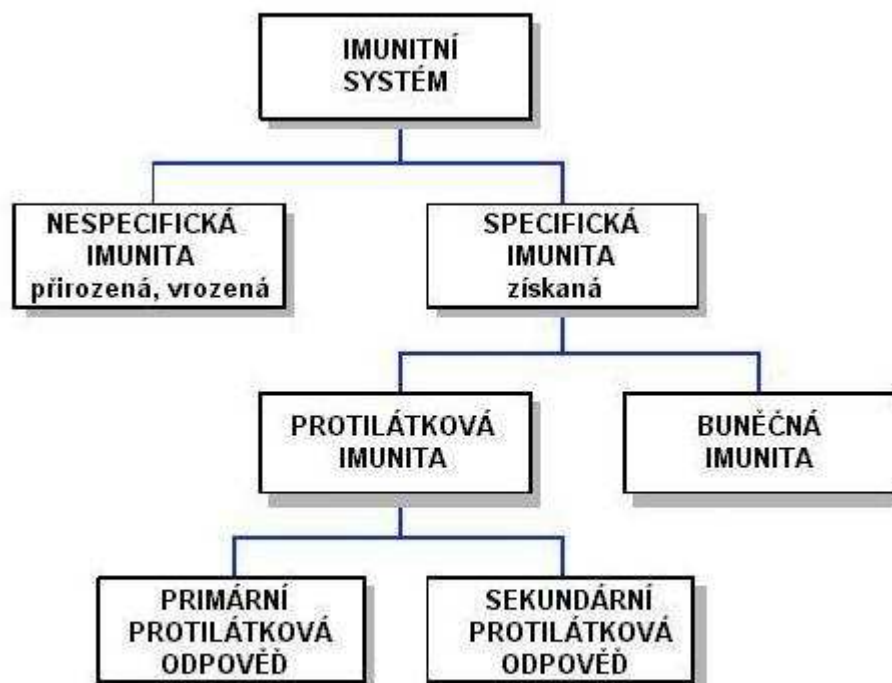 IMUNITNÍ
SYSTÉM
NESPECIFICKÁ
IMUNITA
přirozená, vrozená
SPECIFICKÁ
IMUNITA
získaná
PROTILÁTKOVÁ
IMUNITA
BUNĚČNÁ
IMUNITA
PRIMÁRNÍ
PROTILÁTKOVÁ
ODPOVĚĎ
SEKUNDÁRNÍ
PROTILÁTKOVÁ
ODPOVĚĎ